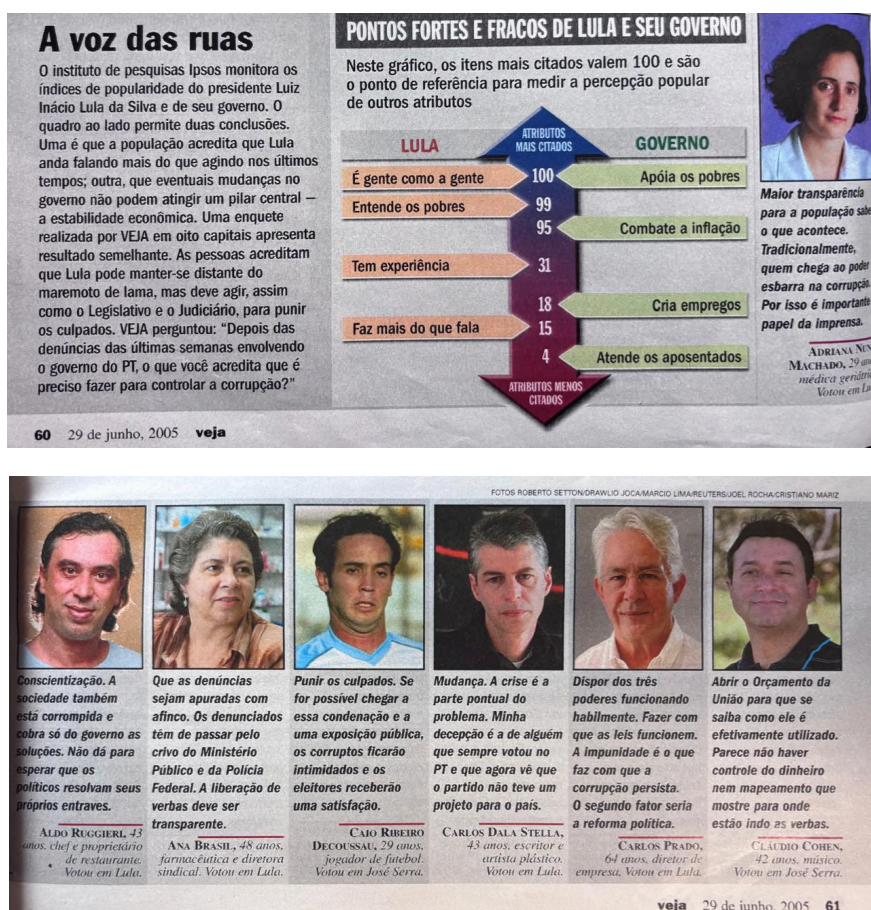 A voz das ruas
O instituto de pesquisas Ipsos monitora os
índices de popularidade do presidente Luiz
Inácio Lula da Silva e de seu governo. O
quadro ao lado permite duas conclusões.
Uma é que a população acredita que Lula
anda falando mais do que agindo nos últimos
tempos; outra, que eventuais mudanças no
governo não podem atingir um pilar central —
a estabilidade econômica. Uma enquete
realizada por VEJA em oito capitais apresenta
resultado semelhante. As pessoas acreditam
que Lula pode manter-se distante do
maremoto de lama, mas deve agir, assim
como o Legislativo e o Judiciário, para punir
os culpados. VEJA perguntou: “Depois das
denúncias das últimas semanas envolvendo
o governo do PT, o que você acredita que é
preciso fazer para controlar a corrupção?”
PONTOS FORTES E FRACOS DE LULA E SEU GOVERNO
Neste gráfico, os itens mais citados valem 100 e são
o ponto de referência para medir a percepção popular
de outros atributos
ATRIBUTOS
MAIS CITADOS
LULA
GOVERNO
É gente como a gente 100 Apóia os pobres
Entende os pobres 99
95 Combate a inflação
Tem experiência 31
18 Cria empregos
Faz mais do que fala 15
4 Atende os aposentados
ATRIBUTOS MENOS
CITADOS
Maior transparência
para a população sabe
o que acontece.
Tradicionalmente,
quem chega ao poder
esbarra na corrupção.
Por isso é importante
papel da imprensa.
ADRIANA
MACHADO, 29
médica
Votou em
60 29 de junho, 2005 veja
FOTOS ROBERTO SETTON/DRAWLIO JOCA/MARCIO LIMA/REUTERS/JOEL ROCHA/CRISTIANO MARIZ
Conscientização. A
sociedade também
está corrompida e
cobra só do governo as
soluções. Não dá para
esperar que os
políticos resolvam seus
próprios entraves.
ALDO RUGGIERI, 43
anos, chef e proprietário
de restaurante.
Votou em Lula.
Que as denúncias
sejam apuradas com
afinco. Os denunciados
têm de passar pelo
crivo do Ministério
Público e da Polícia
Federal. A liberação de
verbas deve ser
transparente.
ANA BRASIL, 48 anos,
farmacêutica e diretora
sindical. Votou em Lula.
Punir os culpados. Se
for possível chegar a
essa condenação e a
uma exposição pública,
os corruptos ficarão
intimidados e os
eleitores receberão
uma satisfação.
CAIO RIBEIRO
DECOUSSAU, 29 anos,
jogador de futebol.
Votou em José Serra.
Mudança. A crise é a
parte pontual do
problema. Minha
decepção é a de alguém
que sempre votou no
PT e que agora vê que
o partido não teve um
projeto para o país.
CARLOS DALA STELLA,
43 anos, escritor e
artista plástico.
Votou em Lula.
Dispor dos três
poderes funcionando
habilmente. Fazer com
que as leis funcionem.
A impunidade é o que
faz com que a
corrupção persista.
O segundo fator seria
a reforma política.
CARLOS PRADO,
64 anos, diretor de
empresa. Votou em Lula.
Abrir o Orçamento da
União para que se
saiba como ele é
efetivamente utilizado.
Parece não haver
controle do dinheiro
nem mapeamento que
mostre para onde
estão indo as verbas.
CLÁUDIO COHEN,
42 anos, músico.
Votou em José Serra.
veja 29 de junho, 2005 61